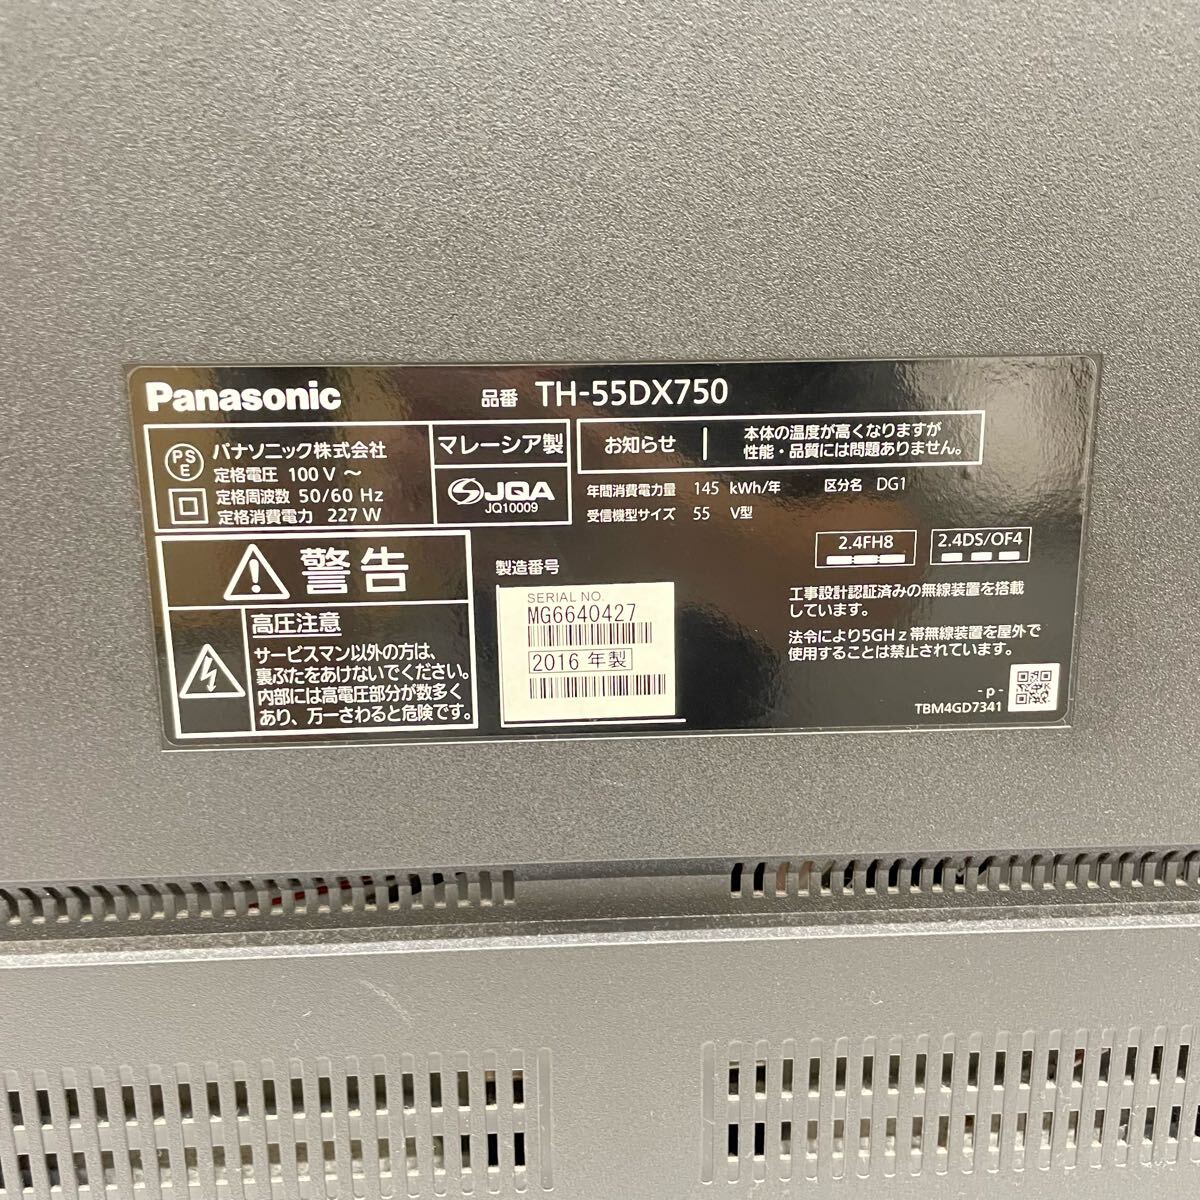 Panasonic
品番 TH-55DX750
PS
E
パナソニック株式会社
定格電圧 100 V ～
定格周波数 50/60 Hz
定格消費電力 227 W
マレーシア製
JQA
JQ10009
お知らせ
本体の温度が高くなりますが
性能・品質には問題ありません。
年間消費電力量 145 kWh/年 区分名 DG1
受信機型サイズ 55 V型
2.4FH8
2.4DS/OF4
警告
高圧注意
サービスマン以外の方は、
裏ぶたをあけないでください。
内部には高電圧部分が数多く
あり、万一さわると危険です。
製造番号
SERIAL NO.
MG6640427
2016 年製
工事設計認証済みの無線装置を搭載
しています。
法令により5GHz帯無線装置を屋外で
使用することは禁止されています。
- p -
TBM4GD7341